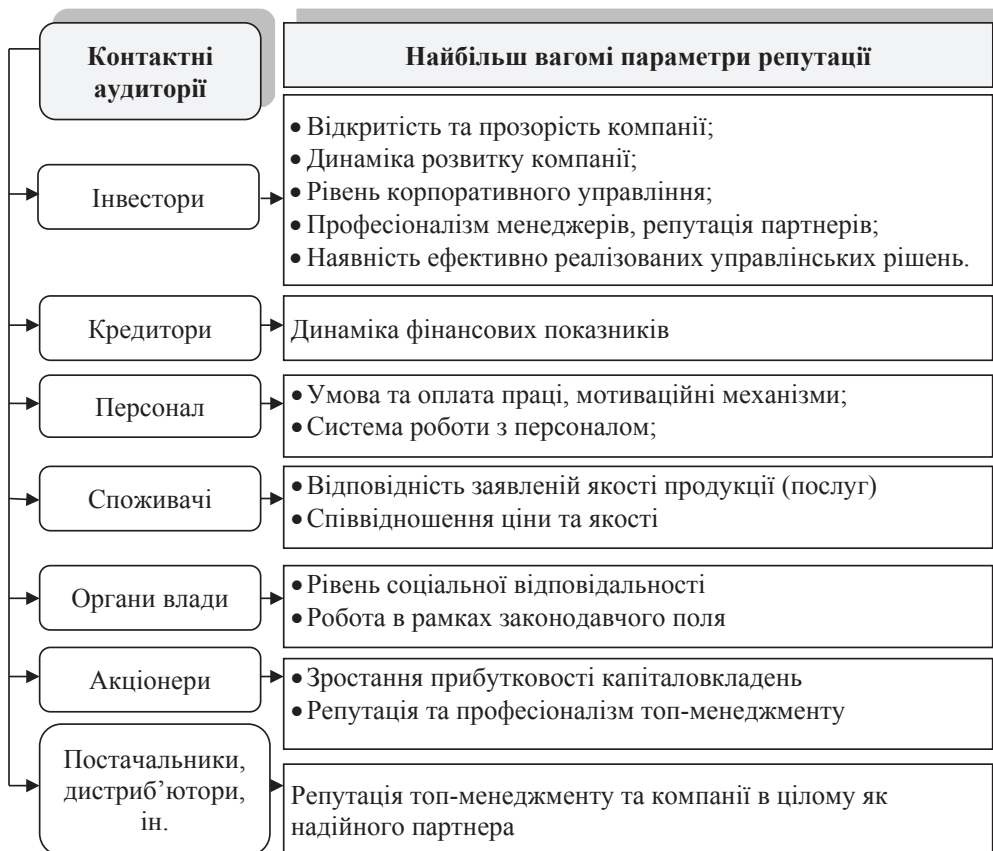 Контактні
аудиторії
Найбільш вагомі параметри репутації
Інвестори
• Відкритість та прозорість компанії;
• Динаміка розвитку компанії;
• Рівень корпоративного управління;
• Професіоналізм менеджерів, репутація партнерів;
• Наявність ефективно реалізованих управлінських рішень.
Кредитори
Динаміка фінансових показників
Персонал
• Умова та оплата праці, мотиваційні механізми;
• Система роботи з персоналом;
Споживачі
• Відповідність заявленій якості продукції (послуг)
• Співвідношення ціни та якості
Органи влади
• Рівень соціальної відповідальності
• Робота в рамках законодавчого поля
Акціонери
• Зростання прибутковості капіталовкладень
• Репутація та професіоналізм топ-менеджменту
Постачальники,
дистриб’ютори,
ін.
Репутація топ-менеджменту та компанії в цілому як
надійного партнера